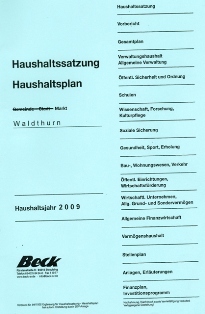 Haushaltssatzung
Haushaltsplan
Gemeinde - Stadt - Markt
Waldthurn
Haushaltsjahr 2009
Beck
Haushaltssatzung
Vorbericht
Gesamtplan
Verwaltungshaushalt
Allgemeine Verwaltung
Öffentl. Sicherheit und Ordnung
Schulen
Wissenschaft, Forschung,
Kulturpflege
Soziale Sicherung
Gesundheit, Sport, Erholung
Bau-, Wohnungswesen, Verkehr
Öffentl. Einrichtungen,
Wirtschaftsförderung
Wirtschaft. Unternehmen,
Allg. Grund- und Sondervermögen
Allgemeine Finanzwirtschaft
Vermögenshaushalt
Stellenplan
Anlagen, Erläuterungen
Finanzplan,
Investitionsprogramm